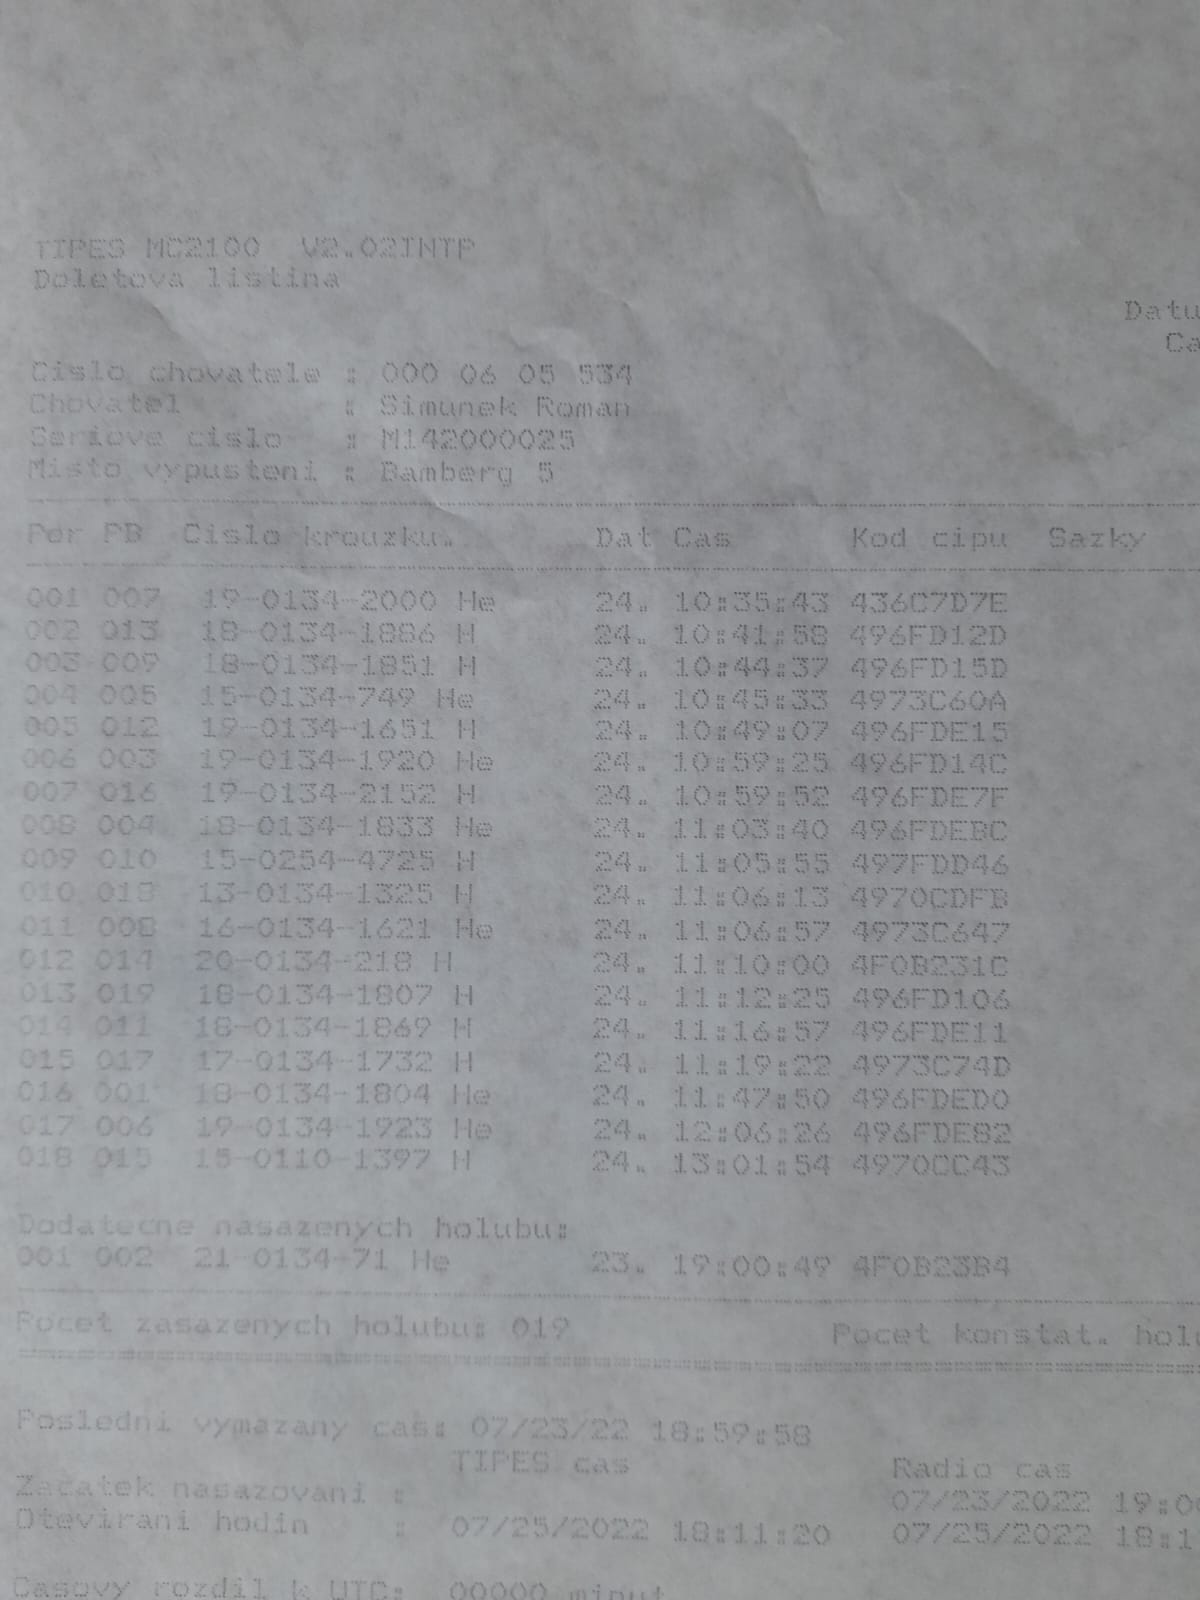 TIPES MC2100 V2.02INTP
Doletova listina
Datu
Ca
Cislo chovatele : 000 06 05 534
Chovatel : Simunek Roman
Seriove cislo : M142000025
Misto vypusteni : Bamberg 5
Por PB Cislo krouzku. Dat Cas Kod cipu Sazky
001 007 19-0134-2000 He 24. 10:35:43 436C7D7E
002 013 18-0134-1886 H 24. 10:41:58 496FD12D
003 009 18-0134-1851 H 24. 10:44:37 496FD15D
004 005 15-0134-749 He 24. 10:45:33 4973C60A
005 012 19-0134-1651 H 24. 10:49:07 496FDE15
006 003 19-0134-1920 He 24. 10:59:25 496FD14C
007 016 19-0134-2152 H 24. 10:59:52 496FDE7F
008 004 18-0134-1833 He 24. 11:03:40 496FDEBC
009 010 15-0254-4725 H 24. 11:05:55 497FDD46
010 018 13-0134-1325 H 24. 11:06:13 4970CDFB
011 008 16-0134-1621 He 24. 11:06:57 4973C647
012 014 20-0134-218 H 24. 11:10:00 4F0B231C
013 019 18-0134-1807 H 24. 11:12:25 496FD106
014 011 18-0134-1869 H 24. 11:16:57 496FDE11
015 017 17-0134-1732 H 24. 11:19:22 4973C74D
016 001 18-0134-1804 He 24. 11:47:50 496FDED0
017 006 19-0134-1923 He 24. 12:06:26 496FDE82
018 015 15-0110-1397 H 24. 13:01:54 4970CC43
Dodatecne nasazenych holubu:
001 002 21-0134-71 He 23. 19:00:49 4F0B23B4
Pocet zasazenych holubu: 019 Pocet konstat. holu
Posledni vymazany cas: 07/23/22 18:59:58
TIPES cas Radio cas
Zacatek nasazovani : 07/23/2022 19:0
Otevirani hodin : 07/25/2022 18:11:20 07/25/2022 18:1
Casovy rozdil k UTC: 00000 minut